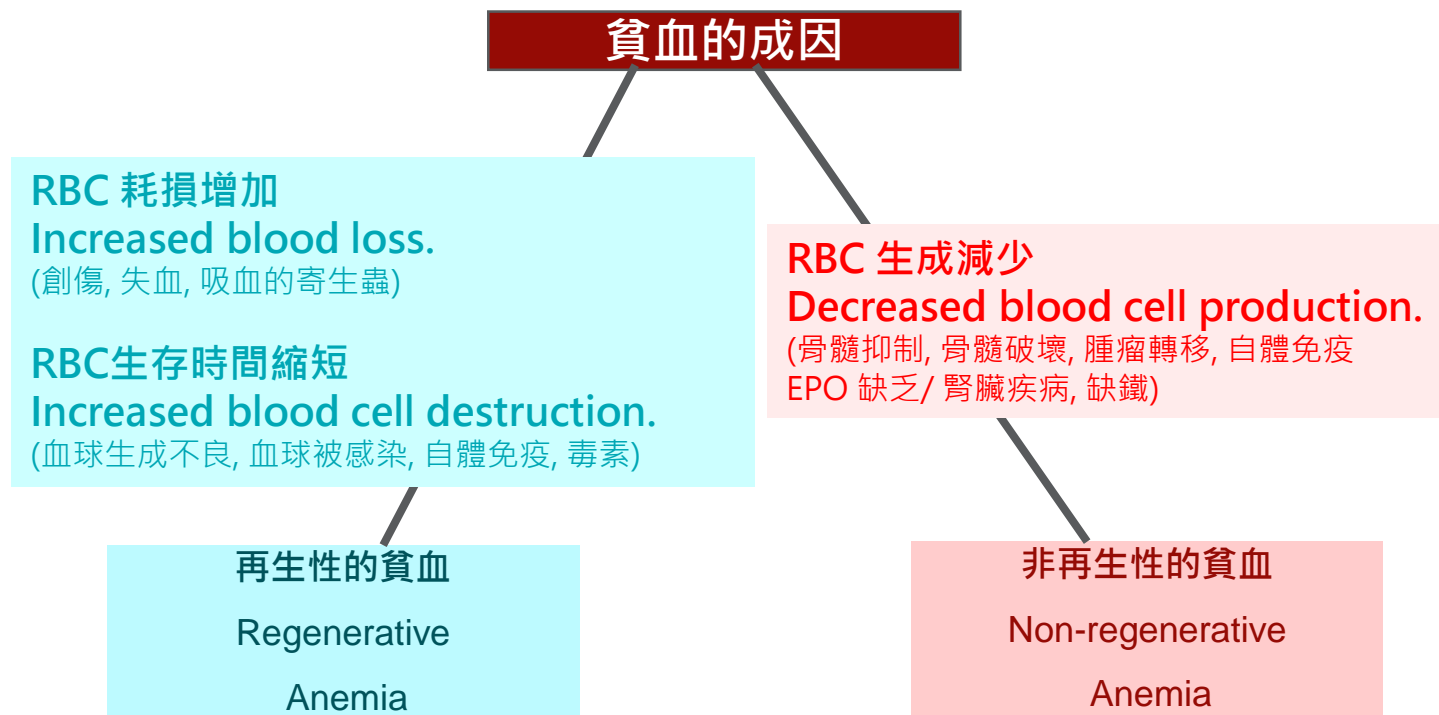 貧血的成因
RBC 耗損增加
Increased blood loss.
(創傷, 失血, 吸血的寄生蟲)
RBC生存時間縮短
Increased blood cell destruction.
(血球生成不良, 血球被感染, 自體免疫, 毒素)
RBC 生成減少
Decreased blood cell production.
(骨髓抑制, 骨髓破壞, 腫瘤轉移, 自體免疫
EPO 缺乏/ 腎臟疾病, 缺鐵)
再生性的貧血
Regenerative
Anemia
非再生性的貧血
Non-regenerative
Anemia